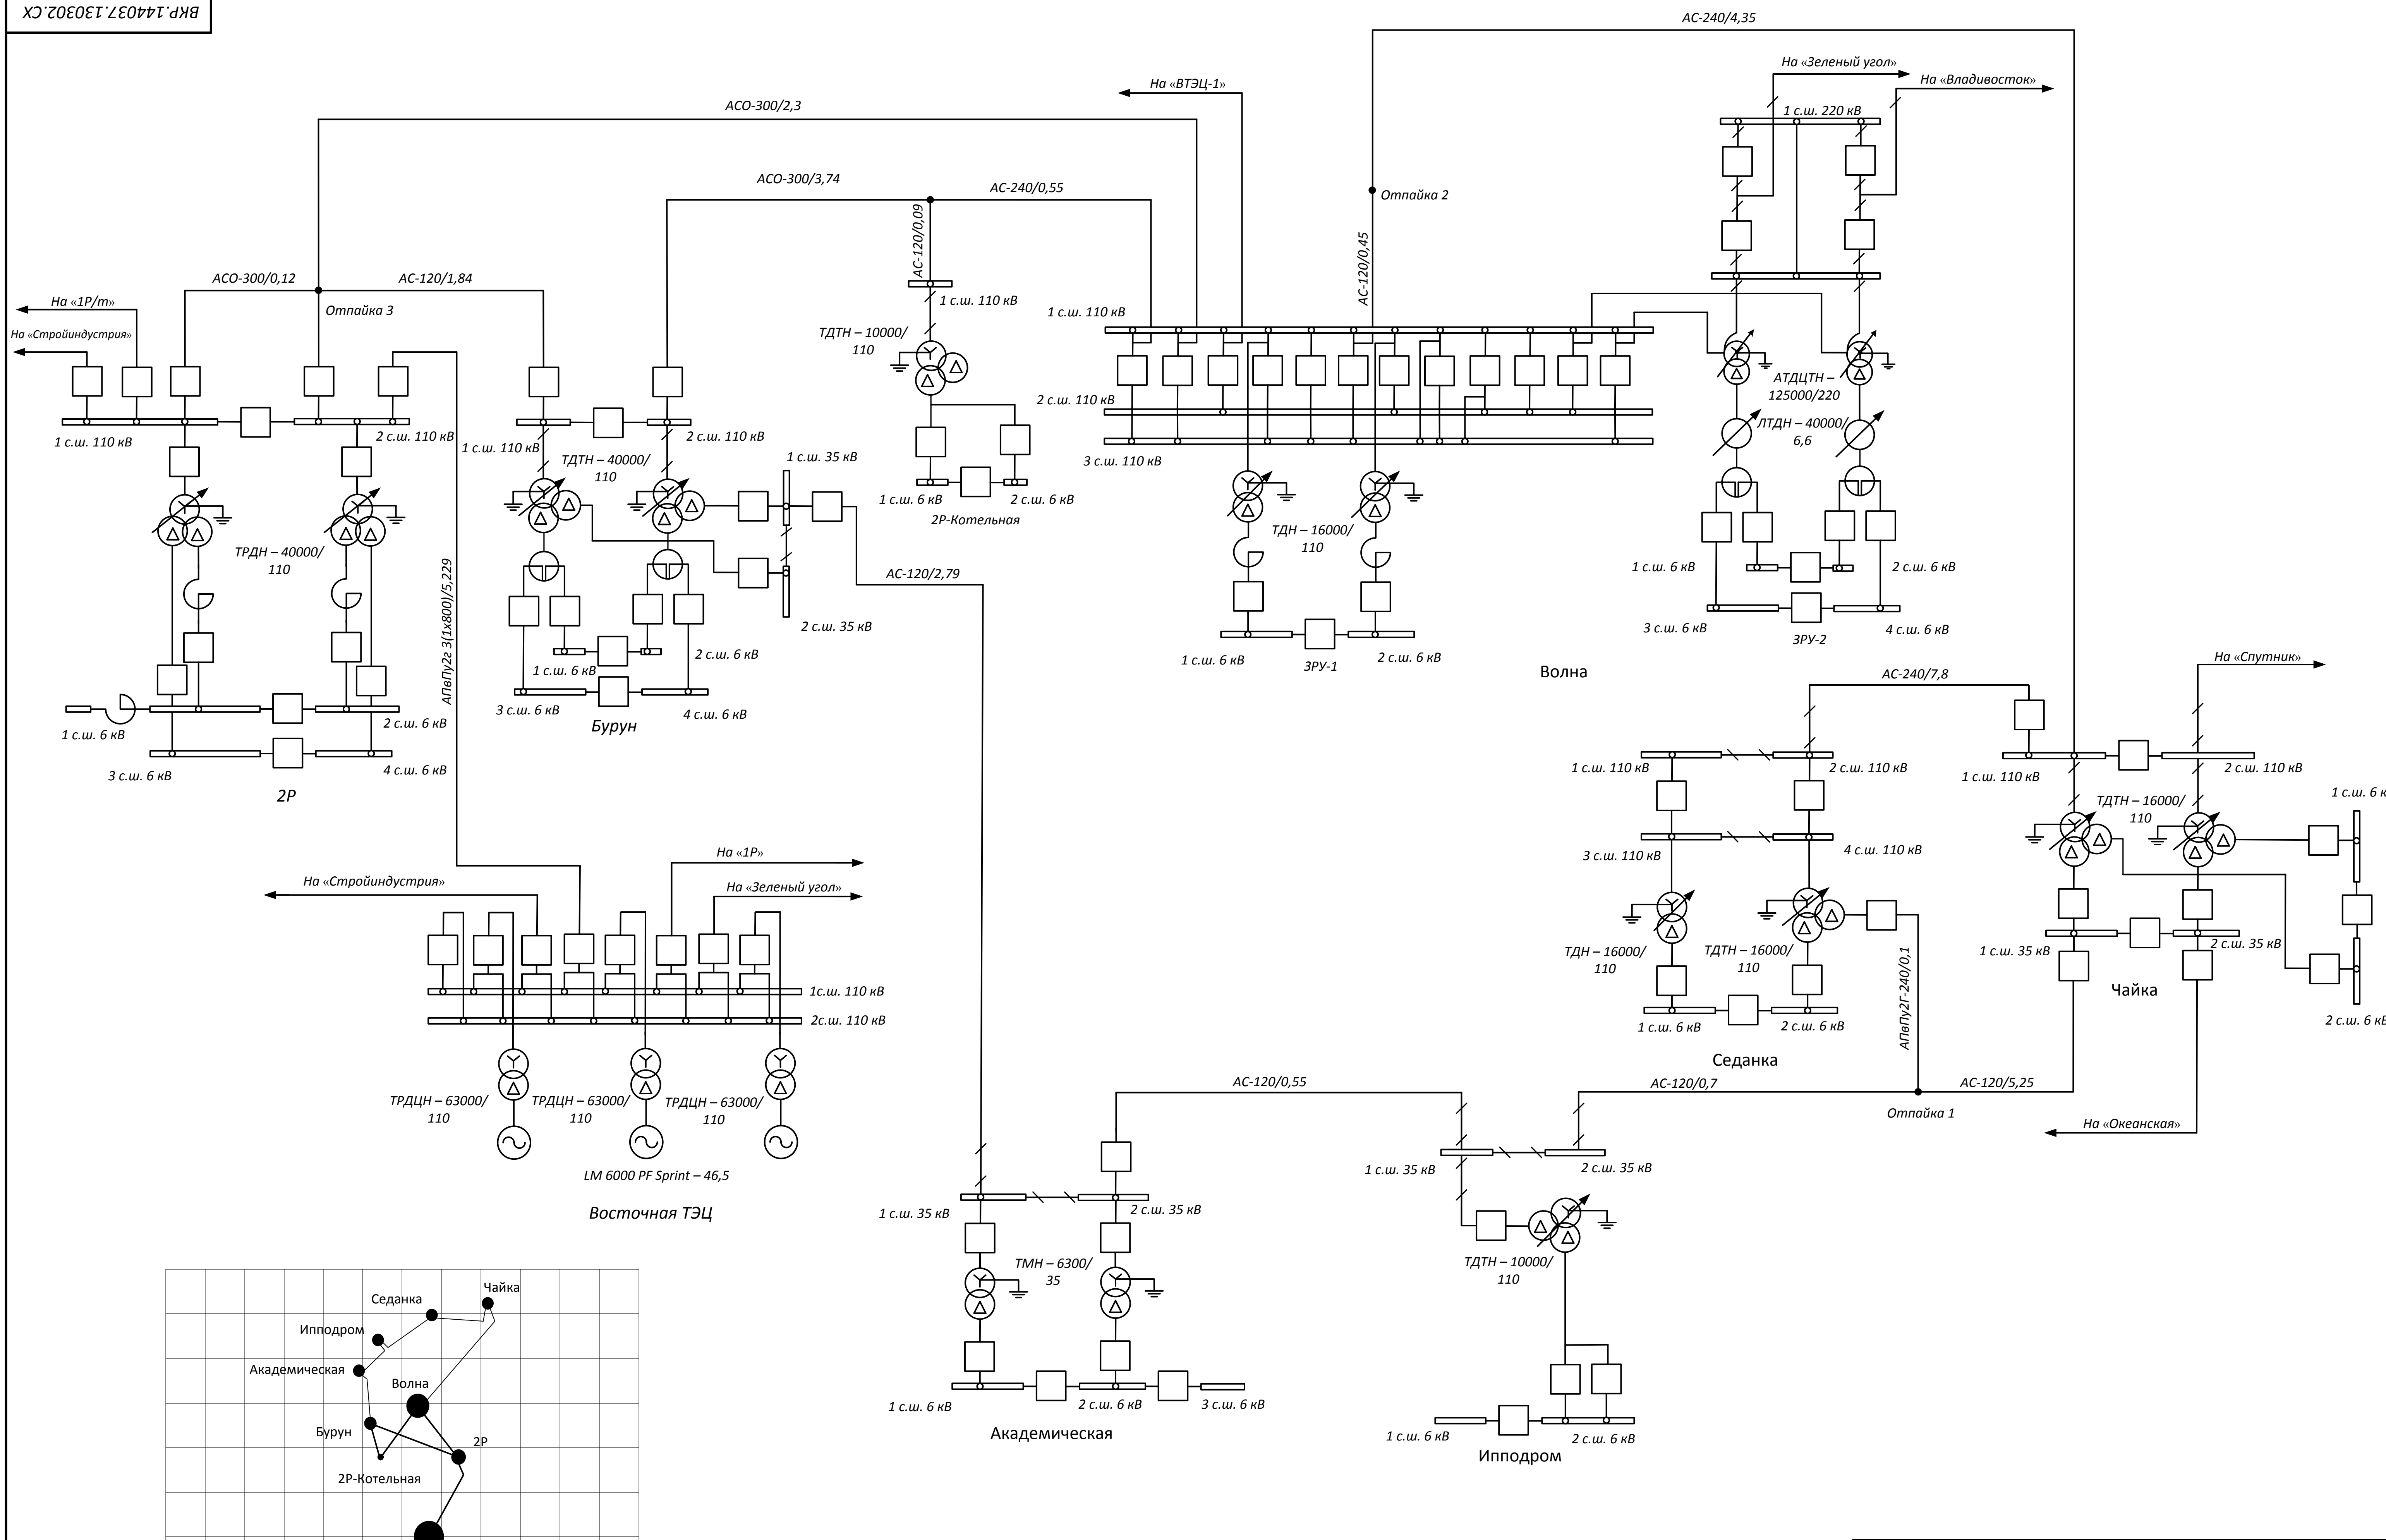 ВКР.144037.130302.СХ
АС-240/4,35
На «Зеленый угол»
На «Владивосток»
На «ВТЭЦ-1»
АСО-300/2,3
1 с.ш. 220 кВ
АСО-300/3,74
АС-240/0,55
Отпайка 2
АС-120/0,09
АС-120/0,45
АСО-300/0,12
АС-120/1,84
На «1Р/т»
Отпайка 3
На «Стройиндустрия»
1 с.ш. 110 кВ
1 с.ш. 110 кВ
ТДТН – 10000/
110
АТДЦТН –
125000/220
2 с.ш. 110 кВ
ЛТДН – 40000/
6,6
1 с.ш. 110 кВ
2 с.ш. 110 кВ
1 с.ш. 110 кВ
2 с.ш. 110 кВ
1 с.ш. 35 кВ
3 с.ш. 110 кВ
ТДТН – 40000/
110
1 с.ш. 6 кВ
2 с.ш. 6 кВ
2Р-Котельная
ТДН – 16000/
110
ТРДН – 40000/
110
АПвПу2г 3(1х800)/5,229
АС-120/2,79
1 с.ш. 6 кВ
2 с.ш. 6 кВ
2 с.ш. 35 кВ
3 с.ш. 6 кВ
ЗРУ-2
4 с.ш. 6 кВ
1 с.ш. 6 кВ
ЗРУ-1
2 с.ш. 6 кВ
Волна
1 с.ш. 6 кВ
2 с.ш. 6 кВ
3 с.ш. 6 кВ
4 с.ш. 6 кВ
Бурун
1 с.ш. 6 кВ
2 с.ш. 6 кВ
3 с.ш. 6 кВ
4 с.ш. 6 кВ
2Р
На «Спутник»
АС-240/7,8
1 с.ш. 110 кВ
2 с.ш. 110 кВ
1 с.ш. 110 кВ
2 с.ш. 110 кВ
ТДТН – 16000/
110
1 с.ш. 6 к
3 с.ш. 110 кВ
4 с.ш. 110 кВ
На «1Р»
На «Стройиндустрия»
На «Зеленый угол»
ТДН – 16000/
110
ТДТН – 16000/
110
АПвПу2Г-240/0,1
1 с.ш. 35 кВ
2 с.ш. 35 кВ
Чайка
2 с.ш. 6 кВ
1с.ш. 110 кВ
2с.ш. 110 кВ
1 с.ш. 6 кВ
2 с.ш. 6 кВ
Седанка
ТРДЦН – 63000/
110
ТРДЦН – 63000/
110
ТРДЦН – 63000/
110
АС-120/0,55
АС-120/0,7
АС-120/5,25
Отпайка 1
На «Океанская»
LM 6000 PF Sprint – 46,5
Восточная ТЭЦ
1 с.ш. 35 кВ
2 с.ш. 35 кВ
1 с.ш. 35 кВ
2 с.ш. 35 кВ
ТМН – 6300/
35
ТДТН – 10000/
110
1 с.ш. 6 кВ
2 с.ш. 6 кВ
3 с.ш. 6 кВ
Академическая
1 с.ш. 6 кВ
2 с.ш. 6 кВ
Ипподром
Чайка
Седанка
Ипподром
Академическая
Волна
Бурун
2Р
2Р-Котельная